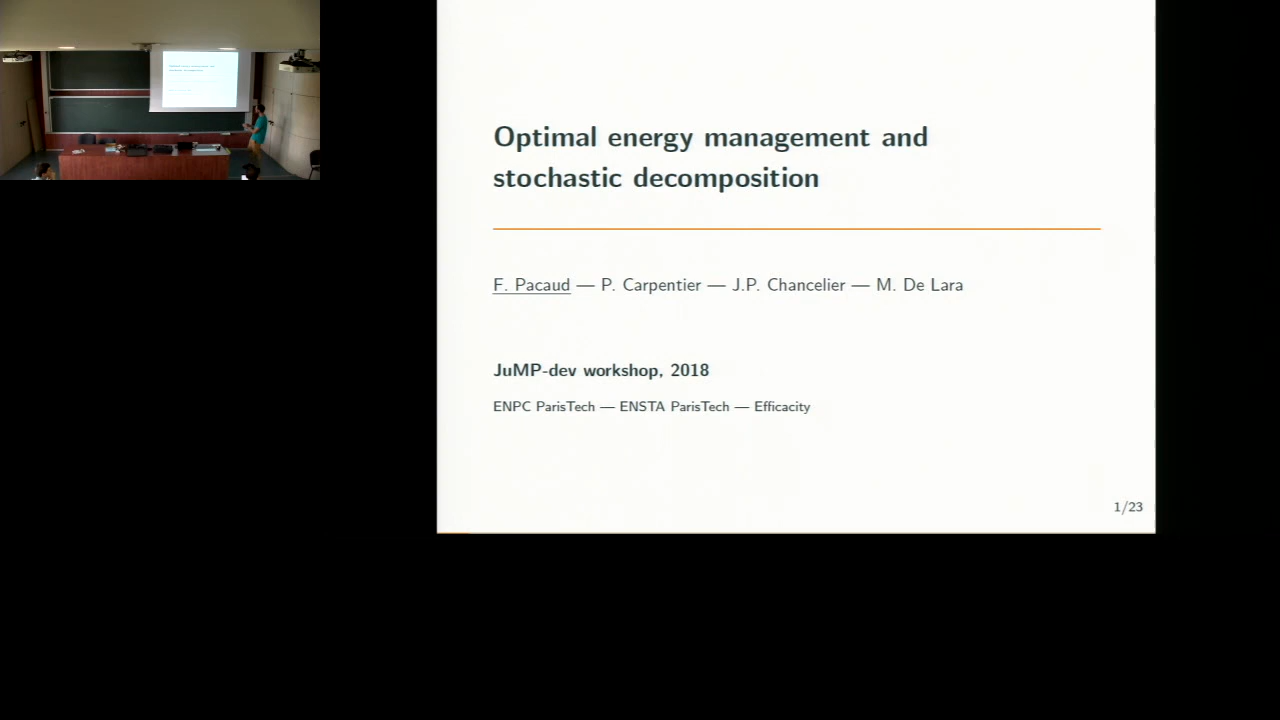 Optimal energy management and
stochastic decomposition
F. Pacaud — P. Carpentier — J.P. Chancelier — M. De Lara
JuMP-dev workshop, 2018
ENPC ParisTech — ENSTA ParisTech — Efficacity
1/23